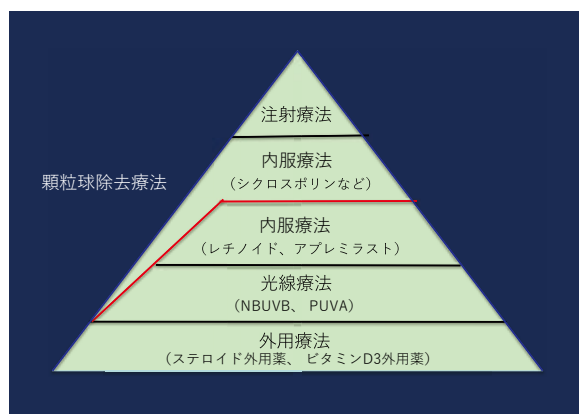 注射療法
内服療法
（シクロスポリンなど）
顆粒球除去療法
内服療法
（レチノイド、アプレミラスト）
光線療法
（NBUVB、 PUVA）
外用療法
（ステロイド外用薬、 ビタミンD3外用薬）